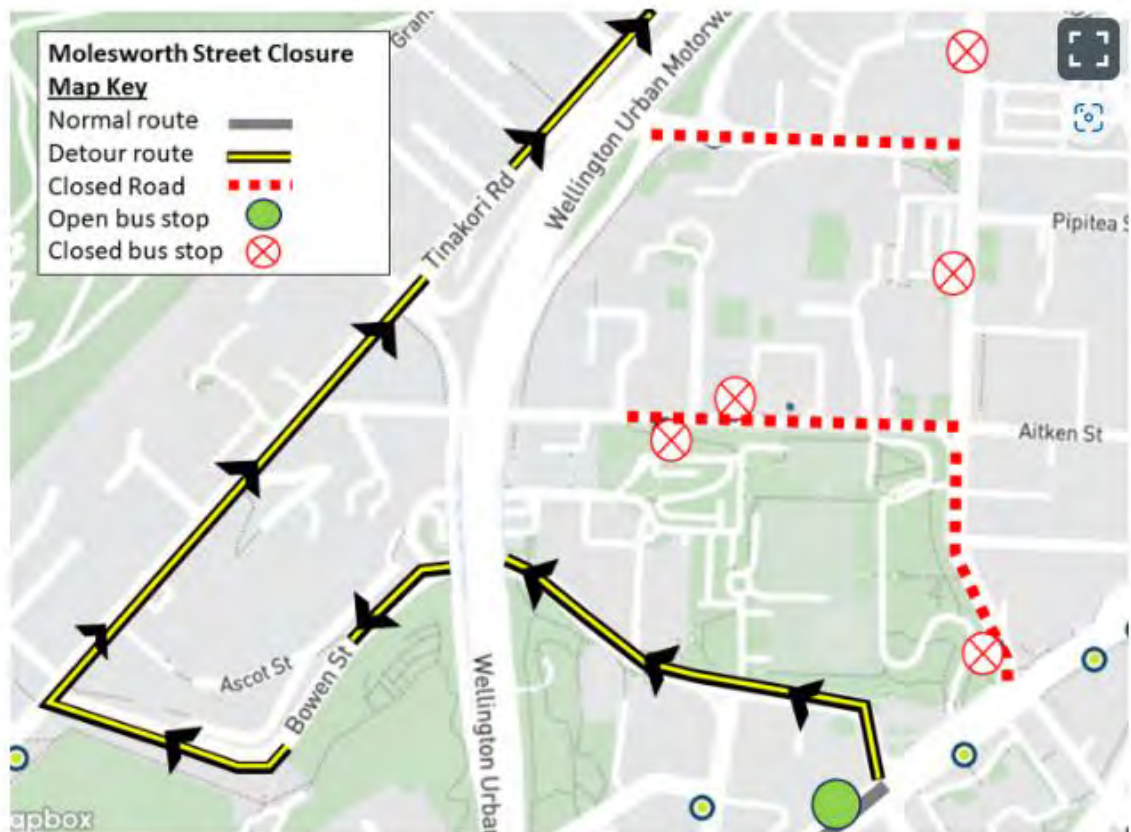 Molesworth Street Closure
Map Key
Normal route
Detour route
Closed Road
Open bus stop
Closed bus stop
Gran
Wellington Urban Motorwa
Tinakori Rd
Pipitea S
Aitken St
Ascot St
Bowen St
Wellington Urba
apbox